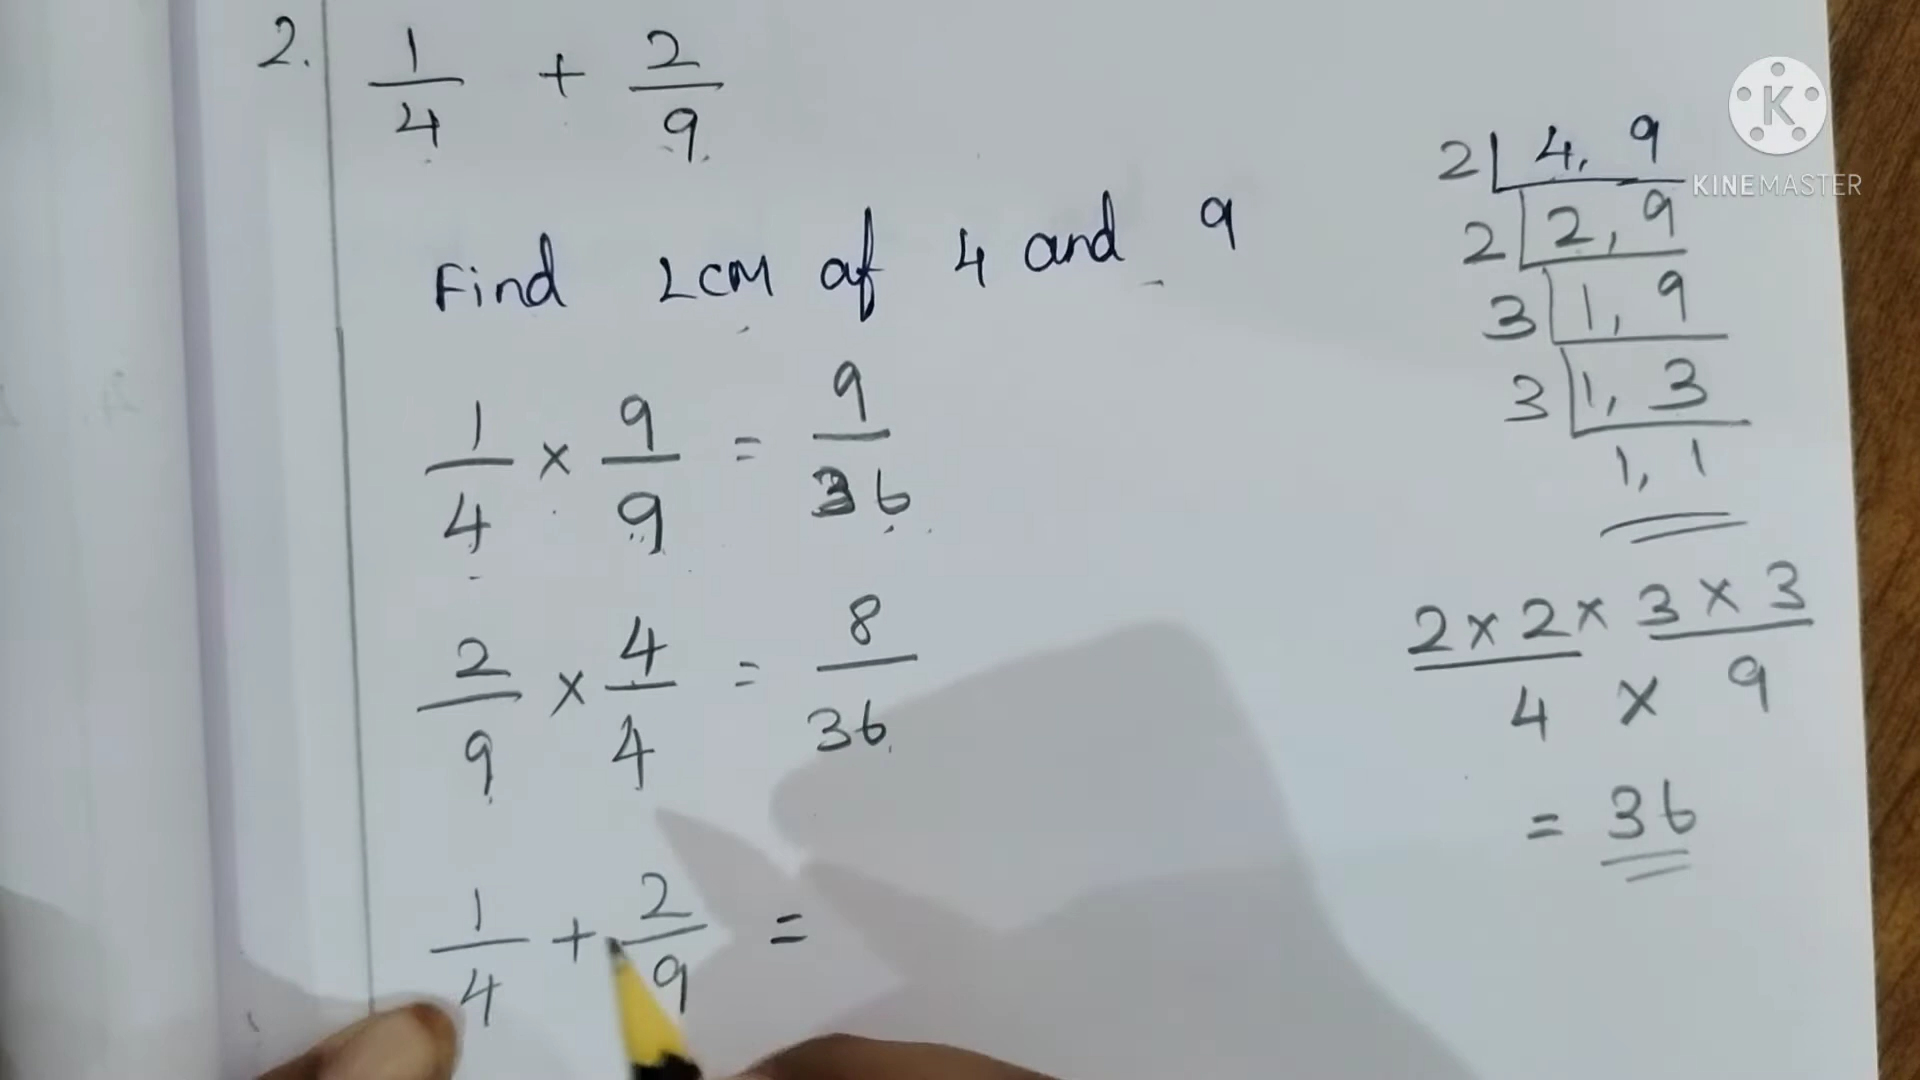 2. 1/4 + 2/9
Find LCM of 4 and 9
1/4 × 9/9 = 9/36
2/9 × 4/4 = 8/36
1/4 + 2/9 =
2 | 4, 9
2 | 2, 9
3 | 1, 9
3 | 1, 3
1, 1
2 × 2 × 3 × 3
4 × 9
= 36
K
KINEMASTER